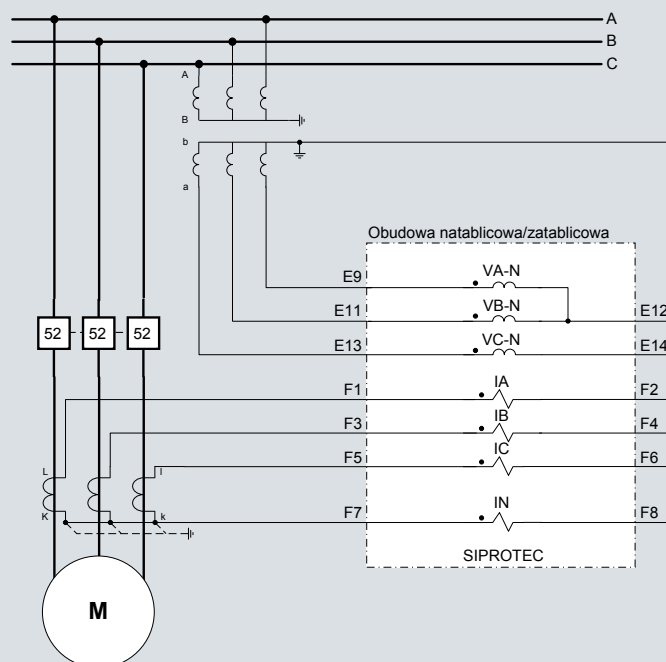 A
B
C
A
B
b
a
Obudowa natablicowa/zatablicowa
E9
VA-N
E11
VB-N
E12
E13
VC-N
E14
52
52
52
F1
IA
F2
F3
IB
F4
F5
IC
F6
L
l
K
k
F7
IN
F8
SIPROTEC
M